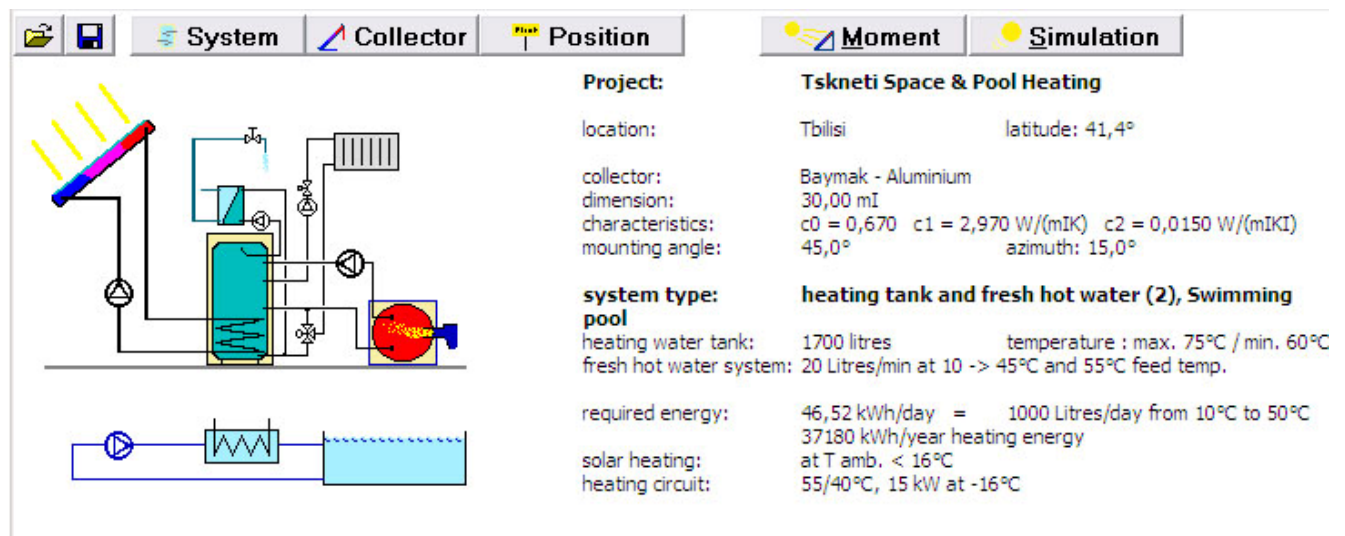 System Collector Position Moment Simulation
Project: Tskneti Space & Pool Heating
location: Tbilisi latitude: 41,4°
collector: Baymak - Aluminium
dimension: 30,00 mI
characteristics: c0 = 0,670 c1 = 2,970 W/(mIK) c2 = 0,0150 W/(mIKI)
mounting angle: 45,0° azimuth: 15,0°
system type: heating tank and fresh hot water (2), Swimming
pool
heating water tank: 1700 litres temperature : max. 75°C / min. 60°C
fresh hot water system: 20 Litres/min at 10 -> 45°C and 55°C feed temp.
required energy: 46,52 kWh/day = 1000 Litres/day from 10°C to 50°C
37180 kWh/year heating energy
solar heating: at T amb. < 16°C
heating circuit: 55/40°C, 15 kW at -16°C